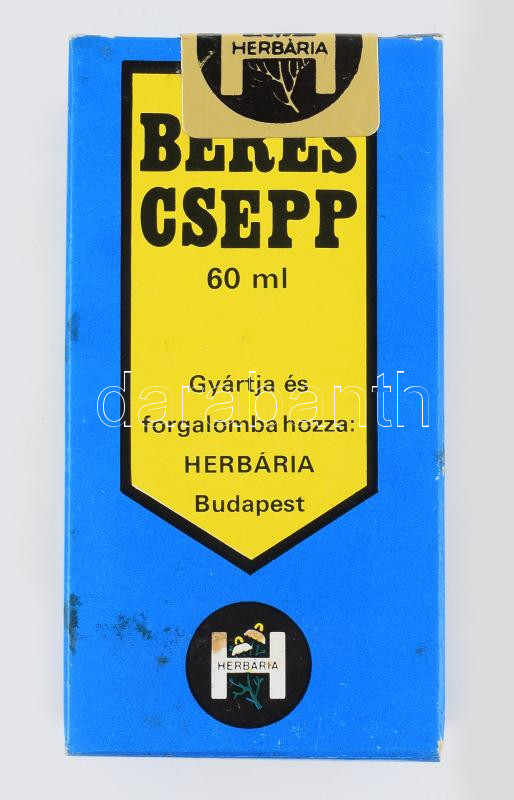 HERBÁRIA
BÉRES
CSEPP
60 ml
Gyártja és
darabanth
forgalomba hozza:
HERBÁRIA
Budapest
HERBÁRIA